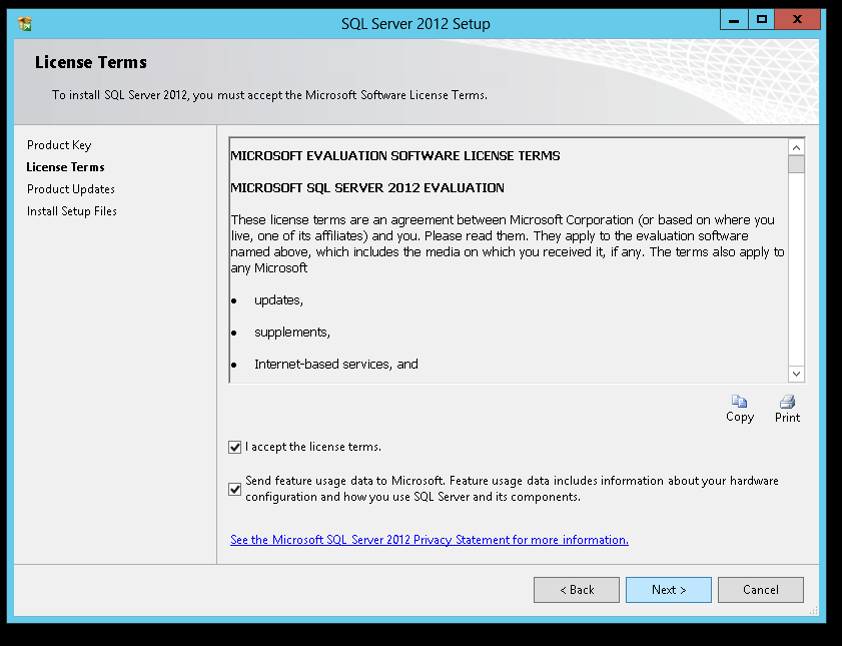 SQL Server 2012 Setup
License Terms
To install SQL Server 2012, you must accept the Microsoft Software License Terms.
Product Key
License Terms
Product Updates
Install Setup Files
MICROSOFT EVALUATION SOFTWARE LICENSE TERMS
MICROSOFT SQL SERVER 2012 EVALUATION
These license terms are an agreement between Microsoft Corporation (or based on where you
live, one of its affiliates) and you. Please read them. They apply to the evaluation software
named above, which includes the media on which you received it, if any. The terms also apply to
any Microsoft
• updates,
• supplements,
• Internet-based services, and
Copy
Print
I accept the license terms.
Send feature usage data to Microsoft. Feature usage data includes information about your hardware
configuration and how you use SQL Server and its components.
See the Microsoft SQL Server 2012 Privacy Statement for more information.
< Back
Next >
Cancel